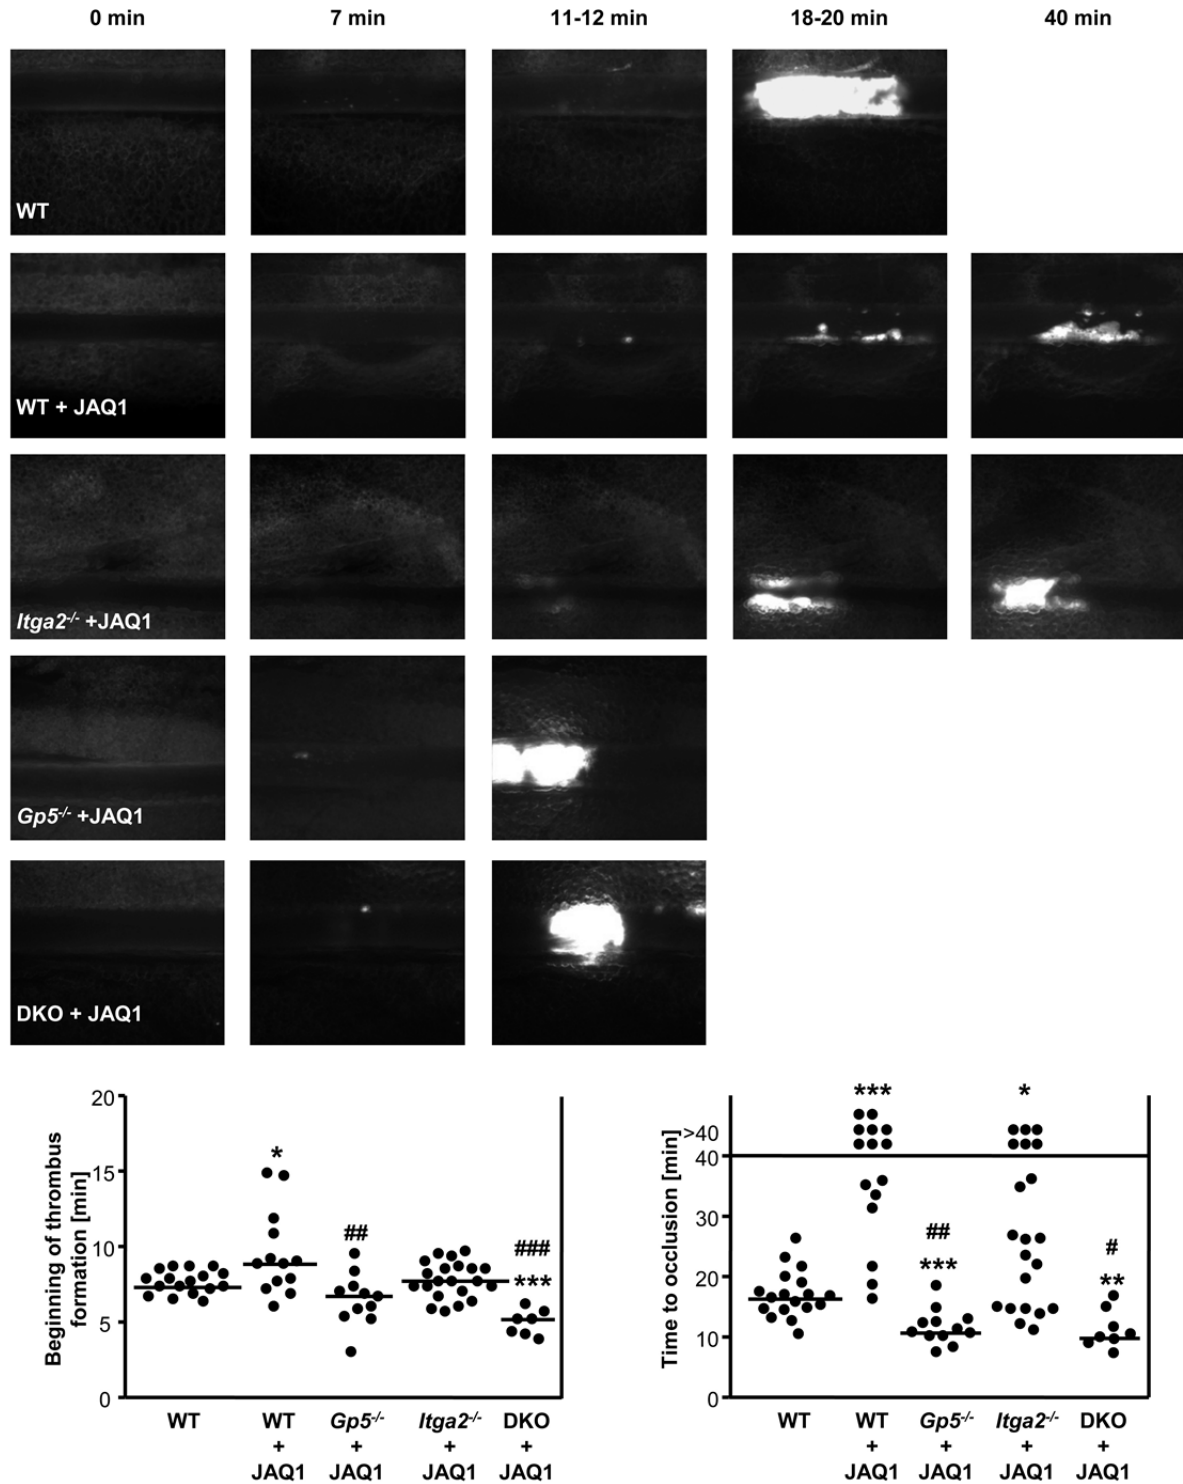 0 min 7 min 11-12 min 18-20 min 40 min
WT
WT + JAQ1
Itga2-/- +JAQ1
Gp5-/- +JAQ1
DKO + JAQ1
Beginning of thrombus
formation [min]
20
15
10
5
0
*
##
###
***
WT WT Gp5-/- Itga2-/- DKO
+ + + +
JAQ1 JAQ1 JAQ1 JAQ1
Time to occlusion [min]
>40
40
30
20
10
0
***
*
##
***
#
**
WT WT Gp5-/- Itga2-/- DKO
+ + + +
JAQ1 JAQ1 JAQ1 JAQ1